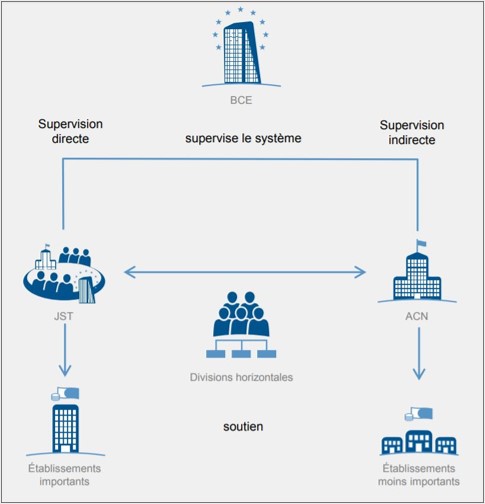 BCE
Supervision
directe
supervise le système
Supervision
indirecte
JST
ACN
Divisions horizontales
soutien
Établissements
importants
Établissements
moins importants